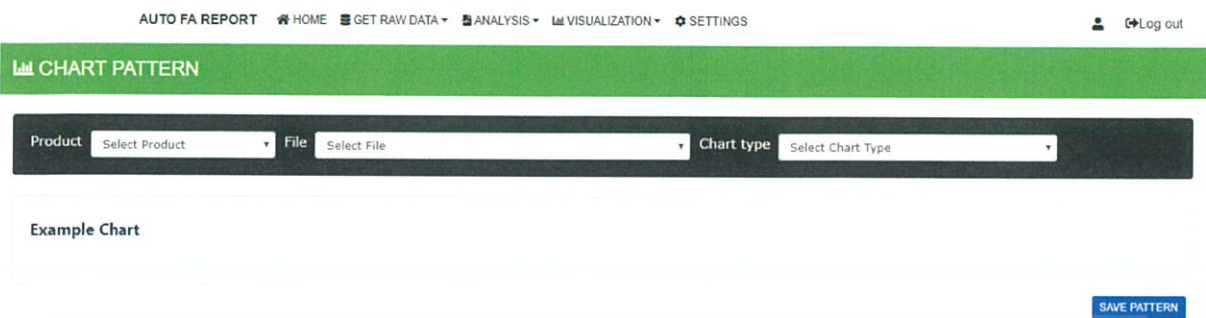 AUTO FA REPORT HOME GET RAW DATA ANALYSIS VISUALIZATION SETTINGS Log out
CHART PATTERN
Product Select Product File Select File Chart type Select Chart Type
Example Chart
SAVE PATTERN